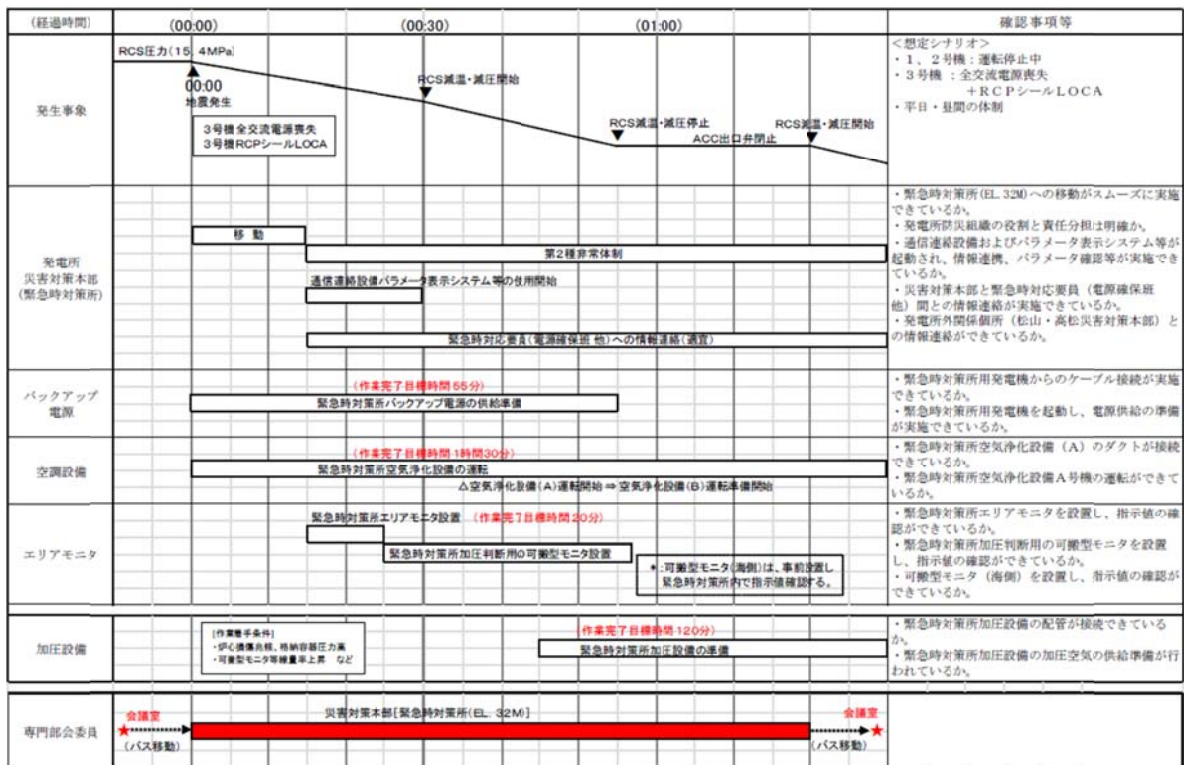 (経過時間)
(00:00)
(00:30)
(01:00)
確認事項等
発生事象
RCS圧力(15.4MPa)
00:00
地震発生
3号機全交流電源喪失
3号機RCPシールLOCA
RCS減温・減圧開始
RCS減温・減圧停止
ACC出口弁閉止
RCS減温・減圧開始
<想定シナリオ>
・1、2号機:運転停止中
・3号機 :全交流電源喪失
+RCPシールLOCA
・平日・昼間の体制
発電所
災害対策本部
(緊急時対策所)
移 動
第2種非常体制
通信連絡設備パラメータ表示システム等の使用開始
緊急時対応要員(電源確保班 他)への情報連絡(適宜)
・緊急時対策所(EL.32M)への移動がスムーズに実施
できているか。
・発電所防災組織の役割と責任分担は明確か。
・通信連絡設備およびパラメータ表示システム等が
起動され、情報連携、パラメータ確認等が実施でき
ているか。
・災害対策本部と緊急時対応要員(電源確保班
他)間との情報連絡が実施できているか。
・発電所外関係個所(松山・高松災害対策本部)と
の情報連絡ができているか。
バックアップ
電源
(作業完了目標時間55分)
緊急時対策所バックアップ電源の供給準備
・緊急時対策所用発電機からのケーブル接続が実施
できているか。
・緊急時対策所用発電機を起動し、電源供給の準備
が実施できているか。
空調設備
(作業完了目標時間1時間30分)
緊急時対策所空気浄化設備の運転
△空気浄化設備(A)運転開始⇒空気浄化設備(B)運転準備開始
・緊急時対策所空気浄化設備(A)のダクトが接続
できているか。
・緊急時対策所空気浄化設備A号機の運転ができて
いるか。
エリアモニタ
緊急時対策所エリアモニタ設置 (作業完了目標時間20分)
緊急時対策所加圧判断用の可搬型モニタ設置
*:可搬型モニタ(海側)は、事前設置し
緊急時対策所内で指示値確認する。
・緊急時対策所エリアモニタを設置し、指示値の確
認ができているか。
・緊急時対策所加圧判断用の可搬型モニタを設置
し、指示値の確認ができているか。
・可搬型モニタ(海側)を設置し、指示値の確認が
できているか。
加圧設備
[作業着手条件]
・炉心損傷兆候、格納容器圧力高
・可搬型モニタ等線量率上昇 など
(作業完了目標時間120分)
緊急時対策所加圧設備の準備
・緊急時対策所加圧設備の配管が接続できている
か。
・緊急時対策所加圧設備の加圧空気の供給準備が行
われているか。
専門部会委員
会議室
(バス移動)
災害対策本部[緊急時対策所(EL.32M)]
会議室
(バス移動)